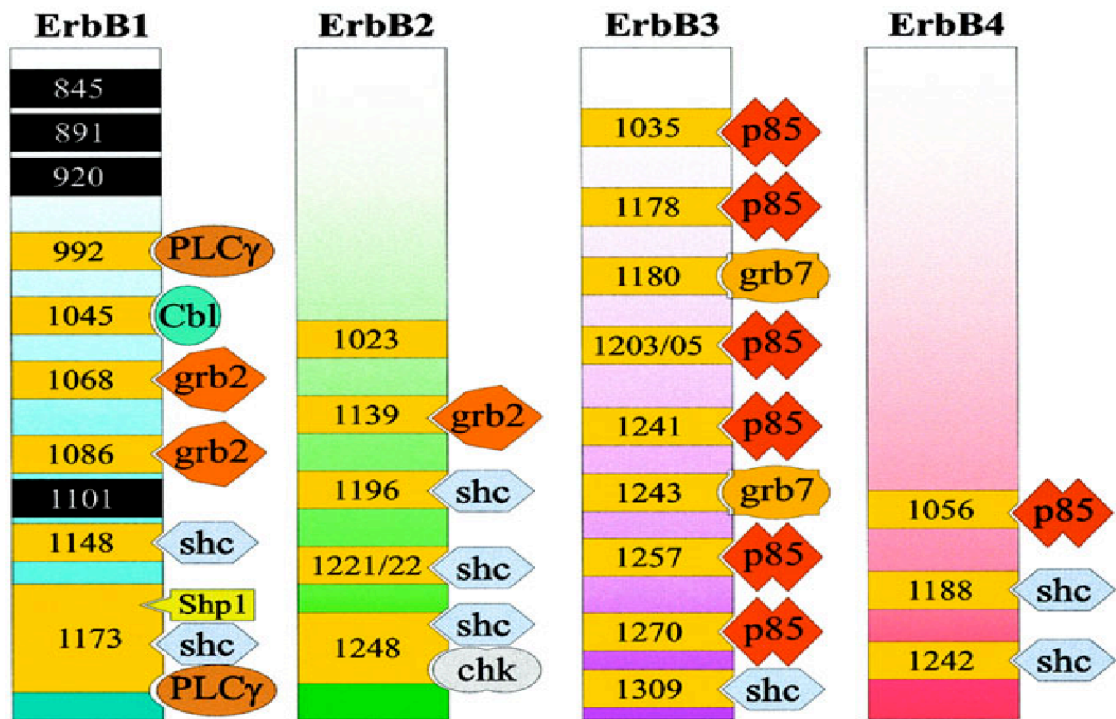 ErbB1
845
891
920
992 PLCγ
1045 Cbl
1068 grb2
1086 grb2
1101
1148 shc
Shp1
1173 shc
PLCγ
ErbB2
1023
1139 grb2
1196 shc
1221/22 shc
shc
1248
chk
ErbB3
1035 p85
1178 p85
1180 grb7
1203/05 p85
1241 p85
1243 grb7
1257 p85
1270 p85
1309 shc
ErbB4
1056 p85
1188 shc
1242 shc